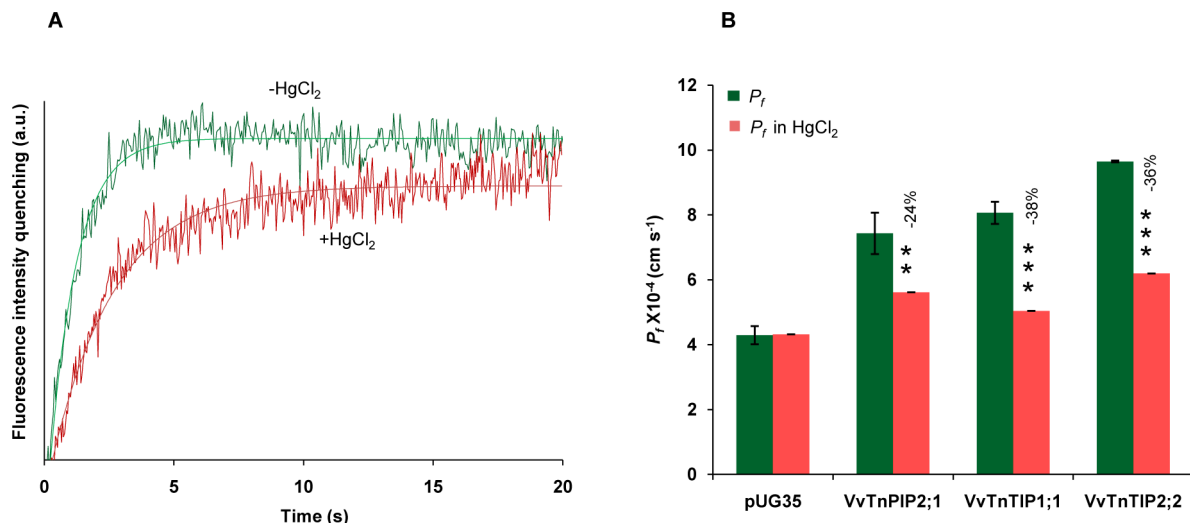 A
Fluorescence intensity quenching (a.u.)
-HgCl2
+HgCl2
0 5 10 15 20
Time (s)
B
Pf X10-4 (cm s-1)
12
10
8
6
4
2
0
Pf
Pf in HgCl2
-24%
**
-38%
***
-36%
***
pUG35 VvTnPIP2;1 VvTnTIP1;1 VvTnTIP2;2